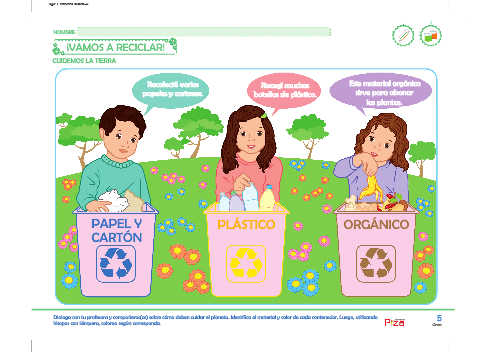 NOMBRE
¡VAMOS A RECICLAR!
CUIDEMOS LA TIERRA
Recolecté varios
papeles y cartones.
Recogí muchas
botellas de plástico.
Este material orgánico
sirve para abonar
las plantas.
PAPEL Y
CARTÓN
PLÁSTICO
ORGÁNICO
Dialoga con tu profesora y compañeros(as) sobre cómo debes cuidar el planeta. Identifica el material y color de cada contenedor. Luego, utilizando
hisopos con témpera, colorea según corresponda.
Pizá
5